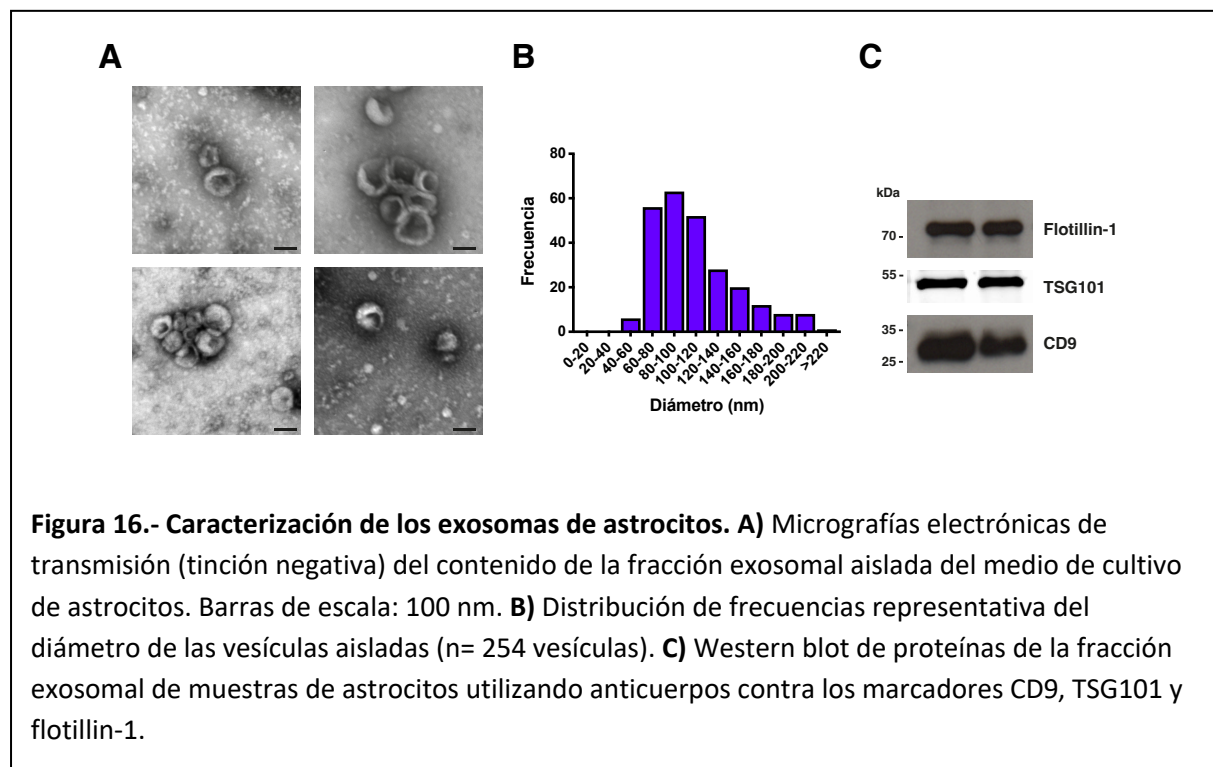 A
B
C
80
60
40
20
0
Frecuencia
0-20
20-40
40-60
60-80
80-100
100-120
120-140
140-160
160-180
180-200
200-220
>220
Diámetro (nm)
kDa
70 -
Flotillin-1
55 -
TSG101
35 -
25 -
CD9
Figura 16.- Caracterización de los exosomas de astrocitos. A) Micrografías electrónicas de
transmisión (tinción negativa) del contenido de la fracción exosomal aislada del medio de cultivo
de astrocitos. Barras de escala: 100 nm. B) Distribución de frecuencias representativa del
diámetro de las vesículas aisladas (n= 254 vesículas). C) Western blot de proteínas de la fracción
exosomal de muestras de astrocitos utilizando anticuerpos contra los marcadores CD9, TSG101 y
flotillin-1.